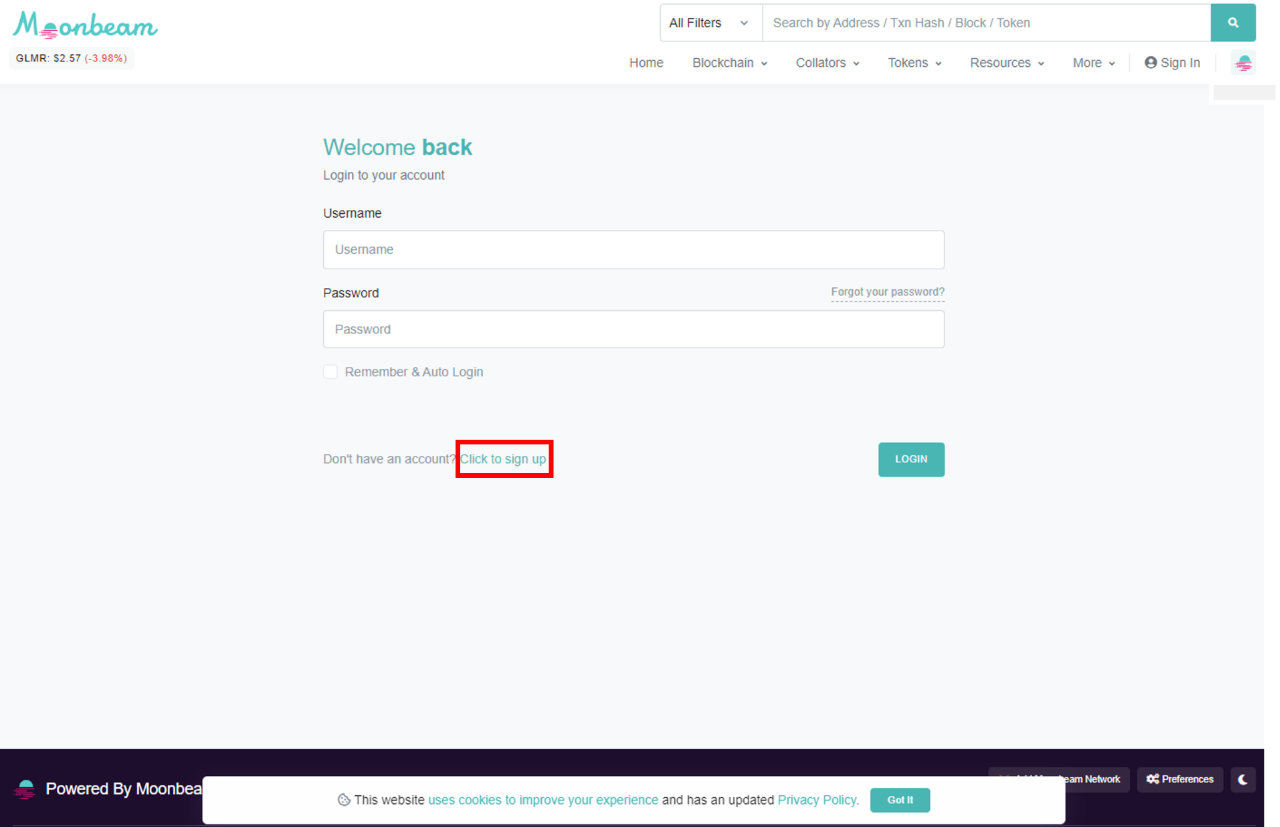 Moonbeam
All Filters
Search by Address / Txn Hash / Block / Token
GLMR: $2.57 (-3.98%)
Home Blockchain Collators Tokens Resources More Sign In
Welcome back
Login to your account
Username
Username
Password Forgot your password?
Password
Remember & Auto Login
Don't have an account? Click to sign up LOGIN
Powered By Moonbea
am Network Preferences
This website uses cookies to improve your experience and has an updated Privacy Policy. Got It